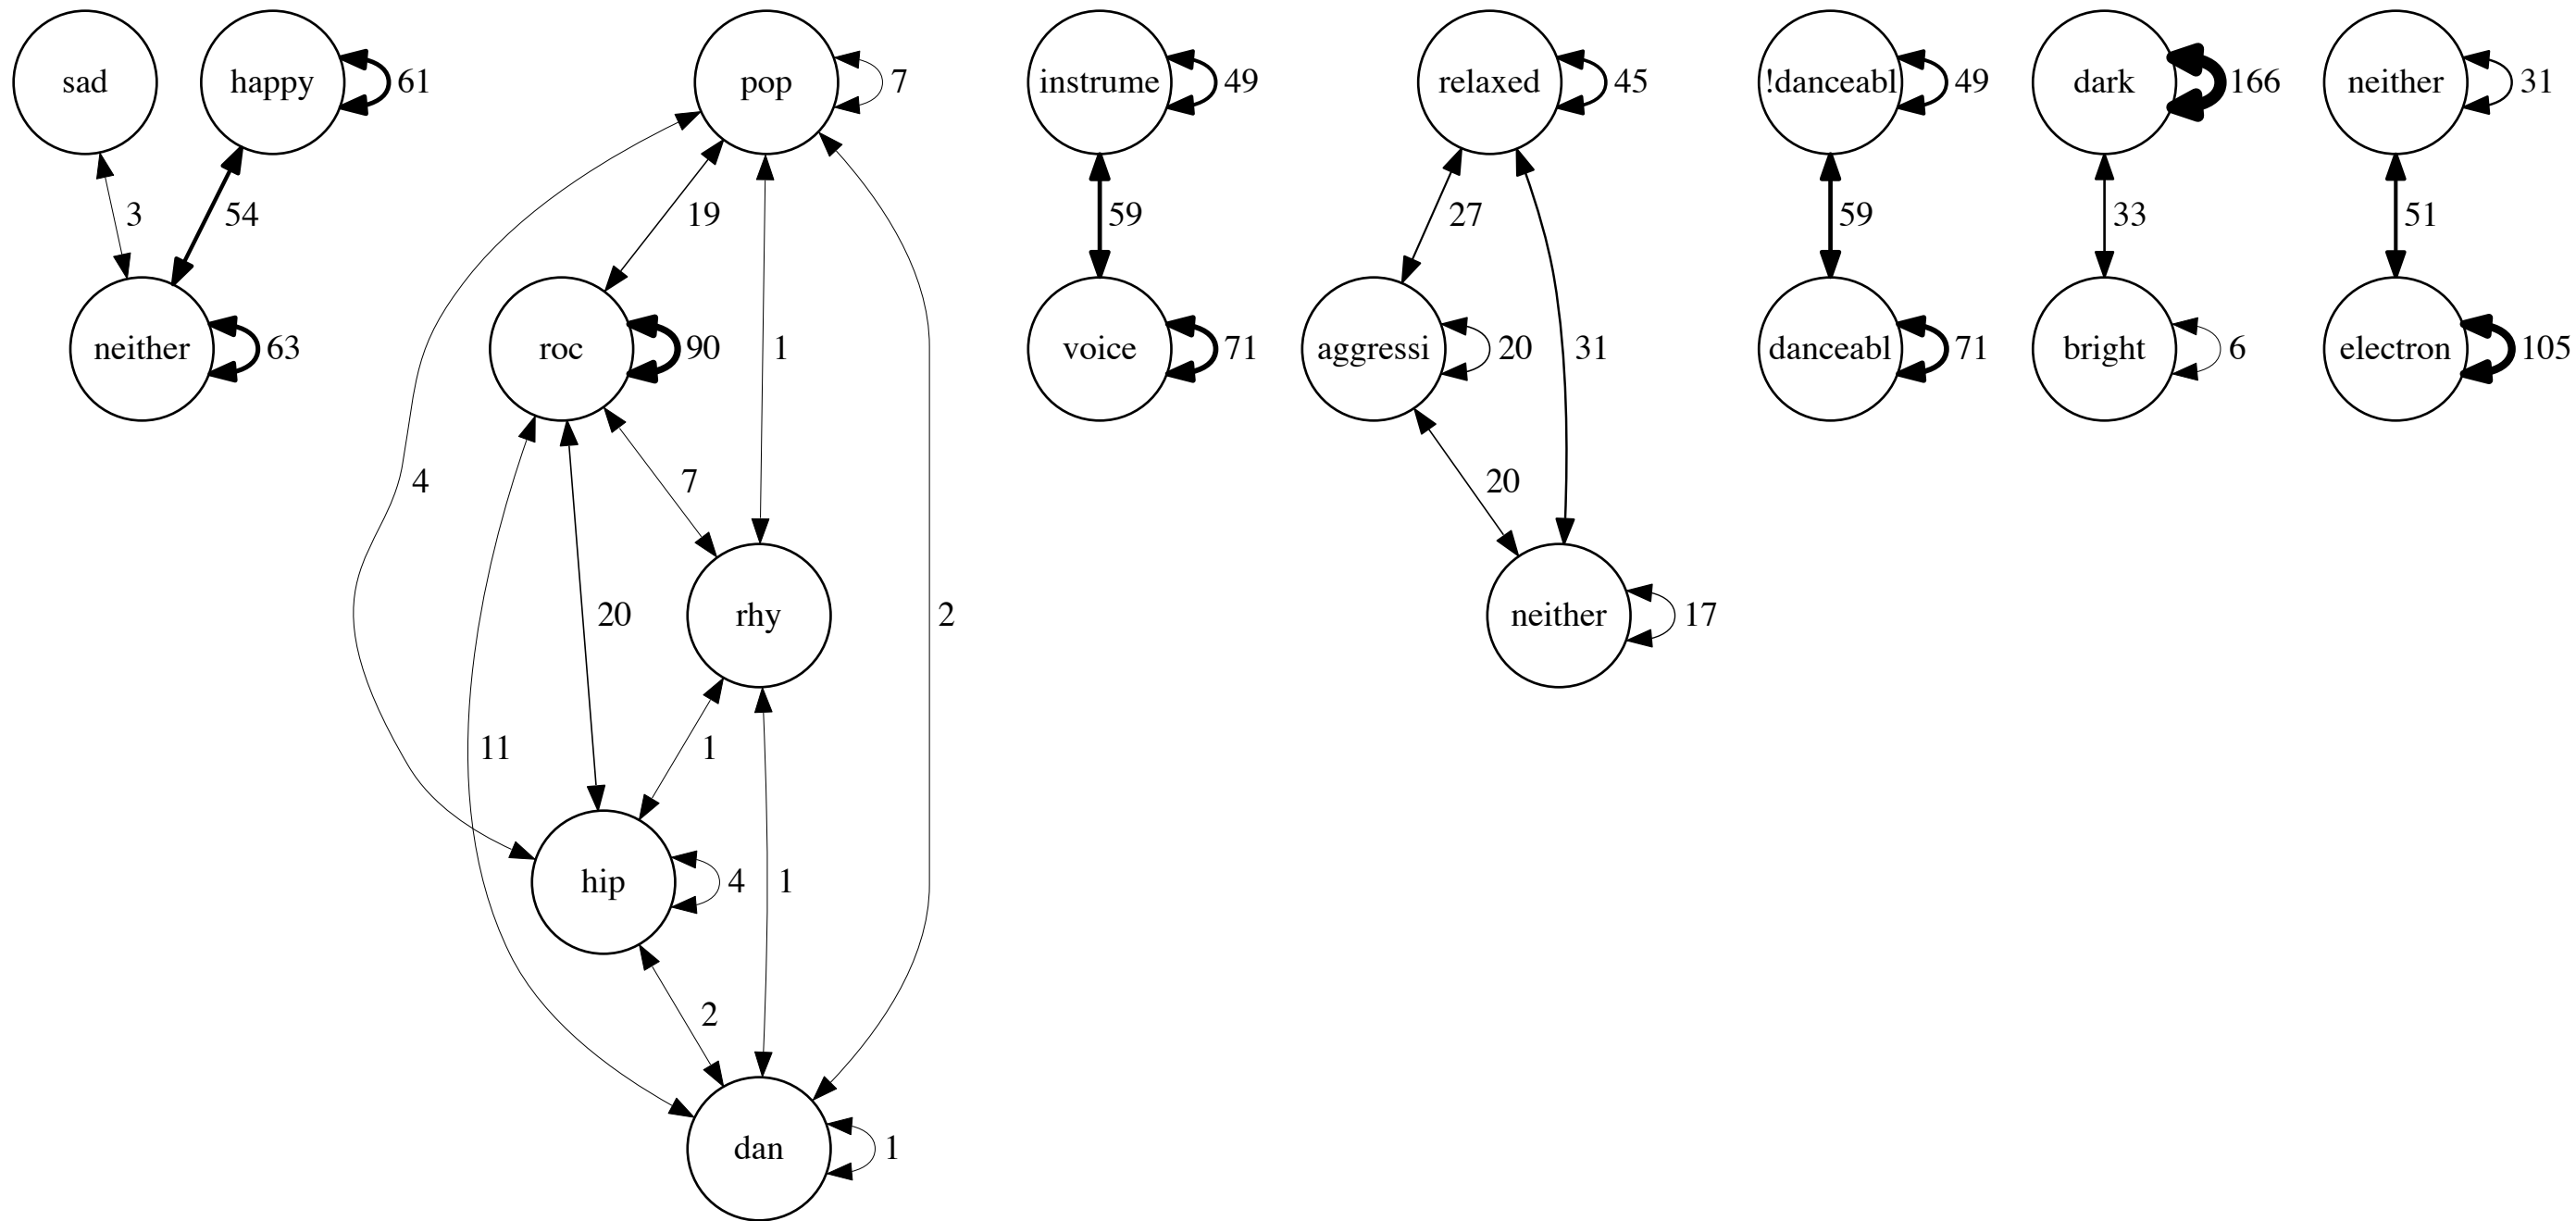 sad
happy
61
pop
7
instrume
49
relaxed
45
!danceabl
49
dark
166
neither
31
3
54
19
59
27
59
33
51
neither
63
roc
90
1
voice
71
aggressi
20
31
danceabl
71
bright
6
electron
105
4
7
20
20
rhy
2
neither
17
11
1
hip
4
1
2
dan
1